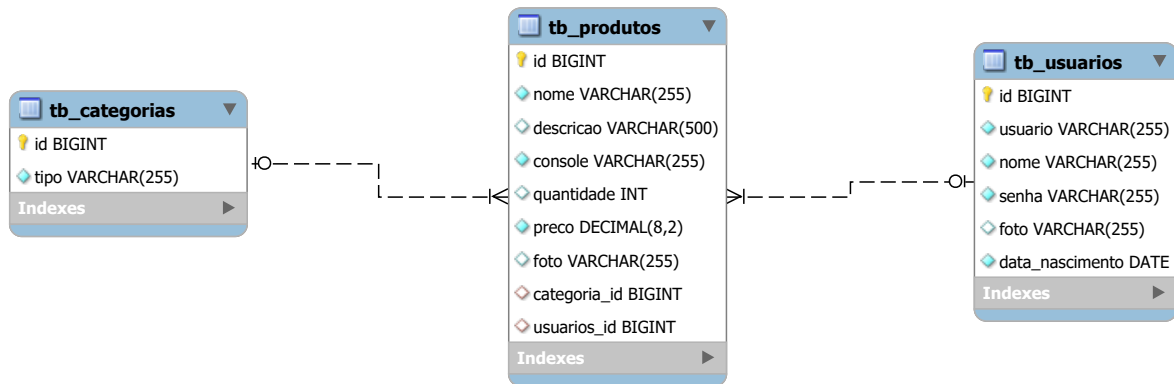 tb_categorias
id BIGINT
tipo VARCHAR(255)
Indexes
tb_produtos
id BIGINT
nome VARCHAR(255)
descricao VARCHAR(500)
console VARCHAR(255)
quantidade INT
preco DECIMAL(8,2)
foto VARCHAR(255)
categoria_id BIGINT
usuarios_id BIGINT
Indexes
tb_usuarios
id BIGINT
usuario VARCHAR(255)
nome VARCHAR(255)
senha VARCHAR(255)
foto VARCHAR(255)
data_nascimento DATE
Indexes